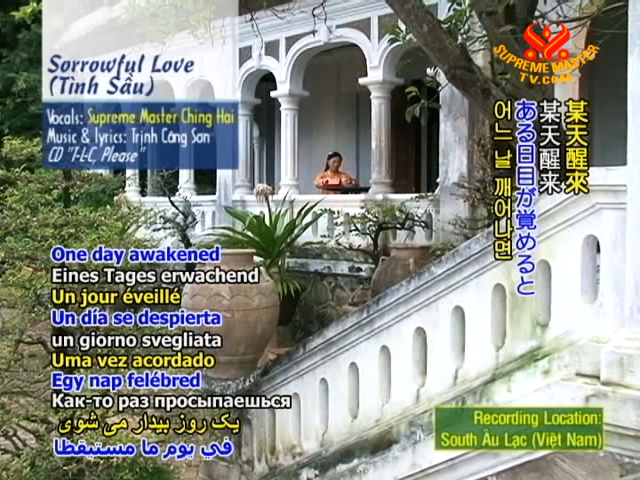 Sorrowful Love
(Tình Sầu)
Vocals: Supreme Master Ching Hai
Music & lyrics: Trịnh Công Sơn
CD "T-L-C, Please"
SUPREME MASTER
TV.COM
某天醒來
某天醒来
ある日目が覚めると
어느 날 깨어나면
One day awakened
Eines Tages erwachend
Un jour éveillé
Un día se despierta
un giorno svegliata
Uma vez acordado
Egy nap felébred
Как-то раз просыпаешься
یک روز بیدار می شوی
في يوم ما مستيقظا
Recording Location:
South Âu Lạc (Việt Nam)